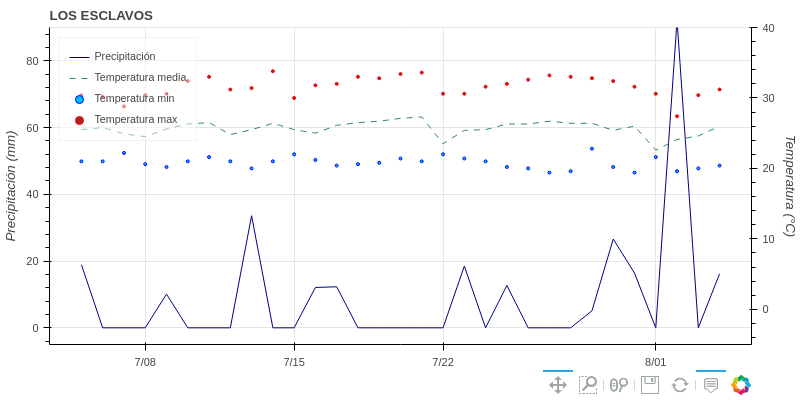 LOS ESCLAVOS
Precipitación
Temperatura media
Temperatura min
Temperatura max
Precipitación (mm)
80
60
40
20
0
Temperatura (°C)
40
30
20
10
0
7/08 7/15 7/22 8/01